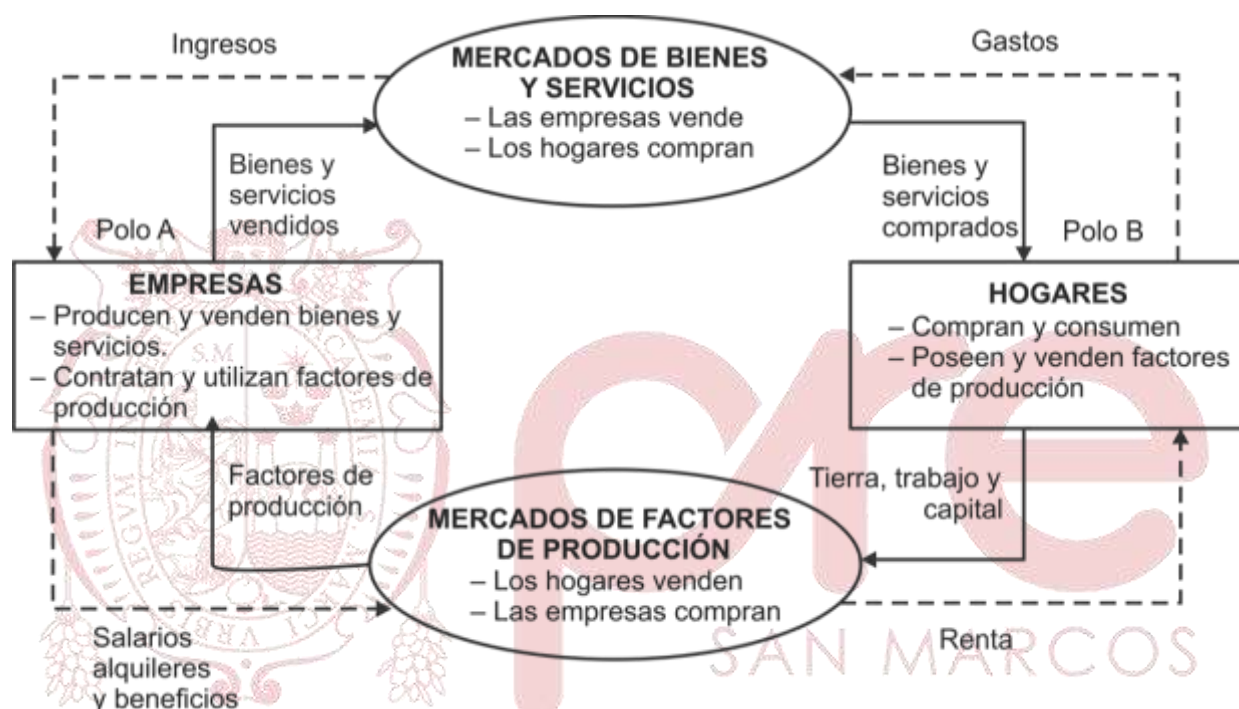 Ingresos
Gastos
MERCADOS DE BIENES
Y SERVICIOS
– Las empresas vende
– Los hogares compran
Bienes y
servicios
vendidos
Bienes y
servicios
comprados
Polo A
Polo B
EMPRESAS
– Producen y venden bienes y
servicios.
– Contratan y utilizan factores de
producción
HOGARES
– Compran y consumen
– Poseen y venden factores
de producción
Factores de
producción
Tierra, trabajo y
capital
MERCADOS DE FACTORES
DE PRODUCCIÓN
– Los hogares venden
– Las empresas compran
Salarios
alquileres
y beneficios
Renta
pre
SAN MARCOS